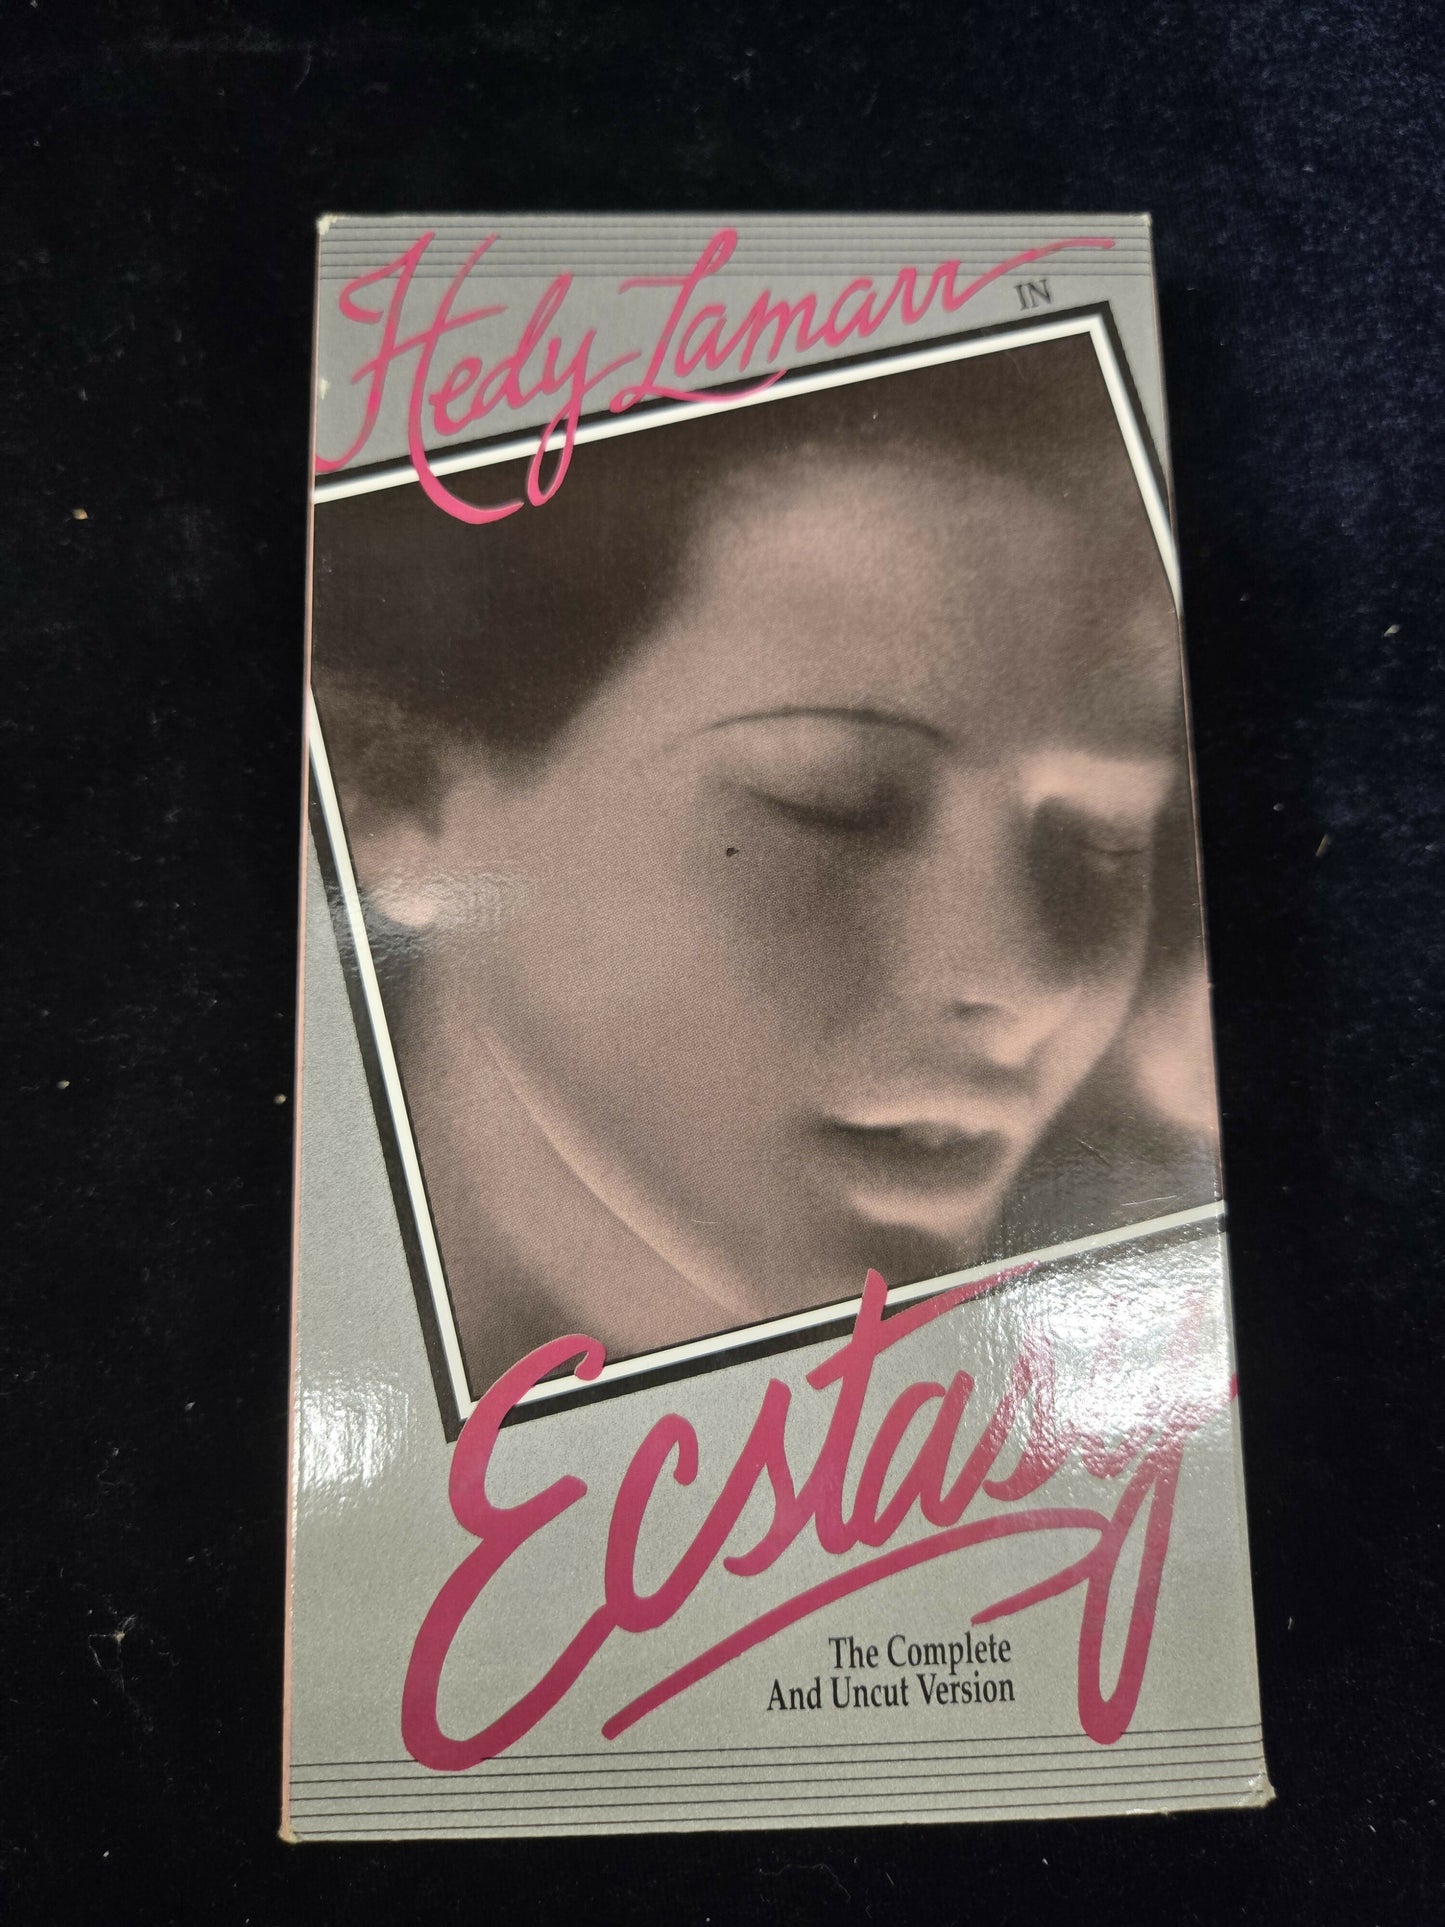 Hedy Lamarr IN
Ecstasy
The Complete
And Uncut Version